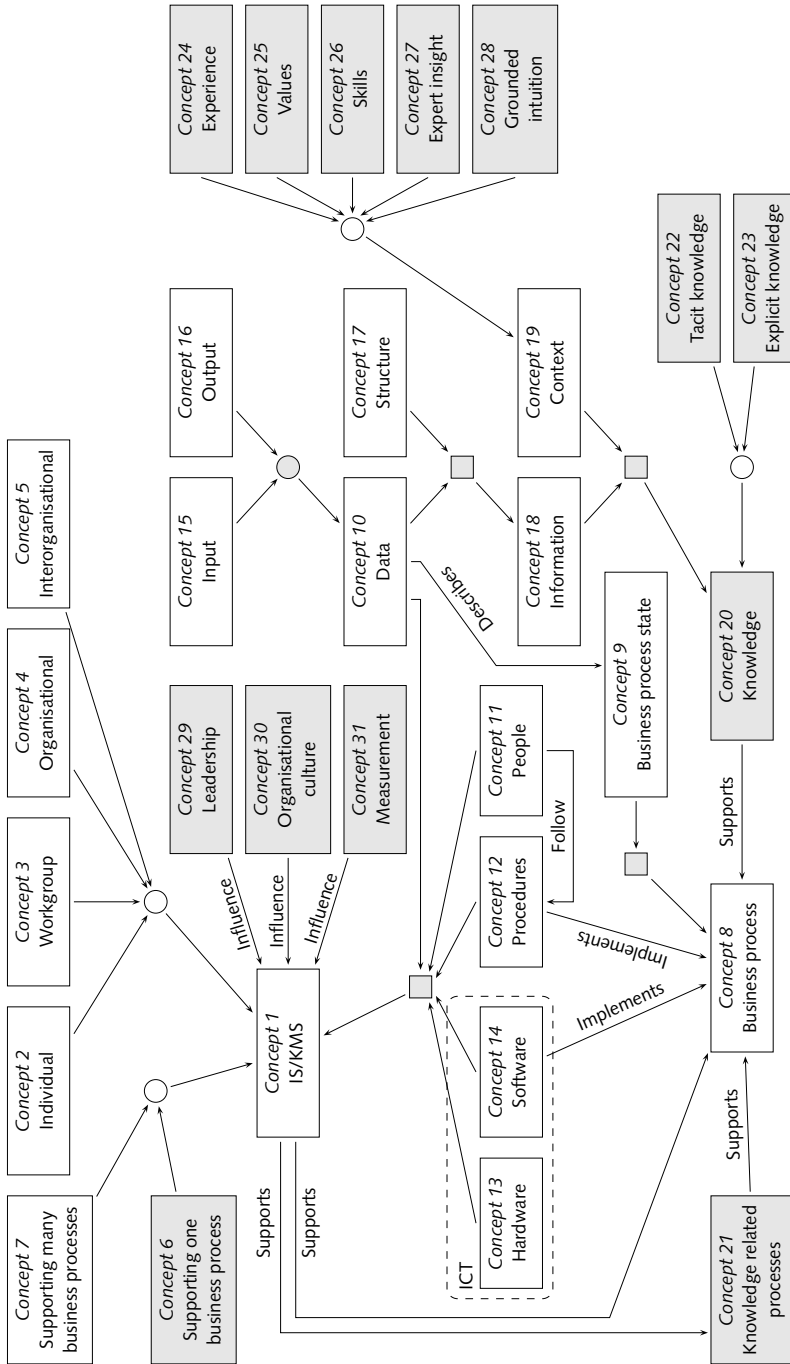 Concept 7
Supporting many
business processes
Concept 2
Individual
Concept 3
Workgroup
Concept 4
Organisational
Concept 5
Interorganisational
Concept 6
Supporting one
business process
Concept 29
Leadership
Concept 15
Input
Concept 16
Output
Concept 24
Experience
Influence
Concept 25
Values
Supports
Supports
Concept 1
IS/KMS
Influence
Concept 30
Organisational
culture
Influence
Concept 31
Measurement
Concept 10
Data
Concept 17
Structure
Concept 26
Skills
Concept 27
Expert insight
ICT
Concept 13
Hardware
Concept 14
Software
Concept 12
Procedures
Concept 11
People
Describes
Concept 28
Grounded
intuition
Concept 18
Information
Concept 19
Context
Follow
Implements
Implements
Concept 9
Business process state
Concept 22
Tacit knowledge
Concept 21
Knowledge related
processes
Supports
Concept 8
Business process
Supports
Concept 20
Knowledge
Concept 23
Explicit knowledge